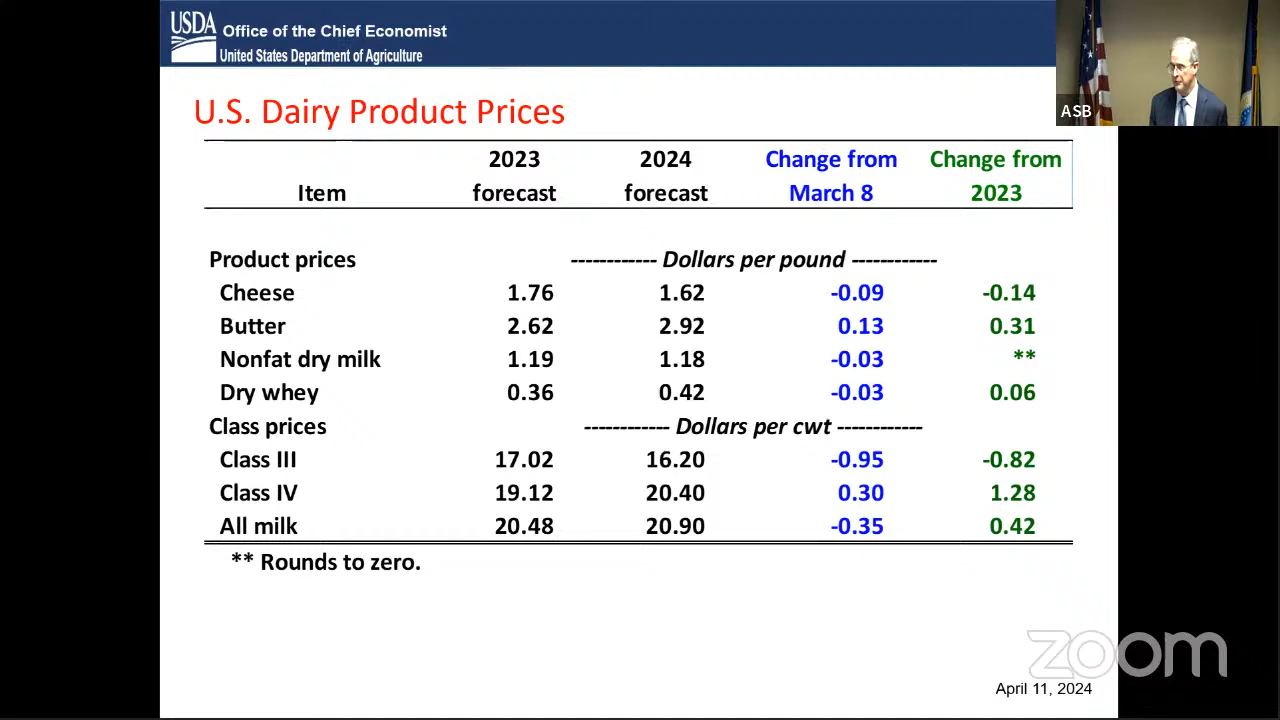 USDA Office of the Chief Economist
United States Department of Agriculture
ASB
U.S. Dairy Product Prices
2023 2024 Change from Change from
Item forecast forecast March 8 2023
Product prices ------------ Dollars per pound ------------
Cheese 1.76 1.62 -0.09 -0.14
Butter 2.62 2.92 0.13 0.31
Nonfat dry milk 1.19 1.18 -0.03 **
Dry whey 0.36 0.42 -0.03 0.06
Class prices ------------ Dollars per cwt ------------
Class III 17.02 16.20 -0.95 -0.82
Class IV 19.12 20.40 0.30 1.28
All milk 20.48 20.90 -0.35 0.42
** Rounds to zero.
zoom
April 11, 2024